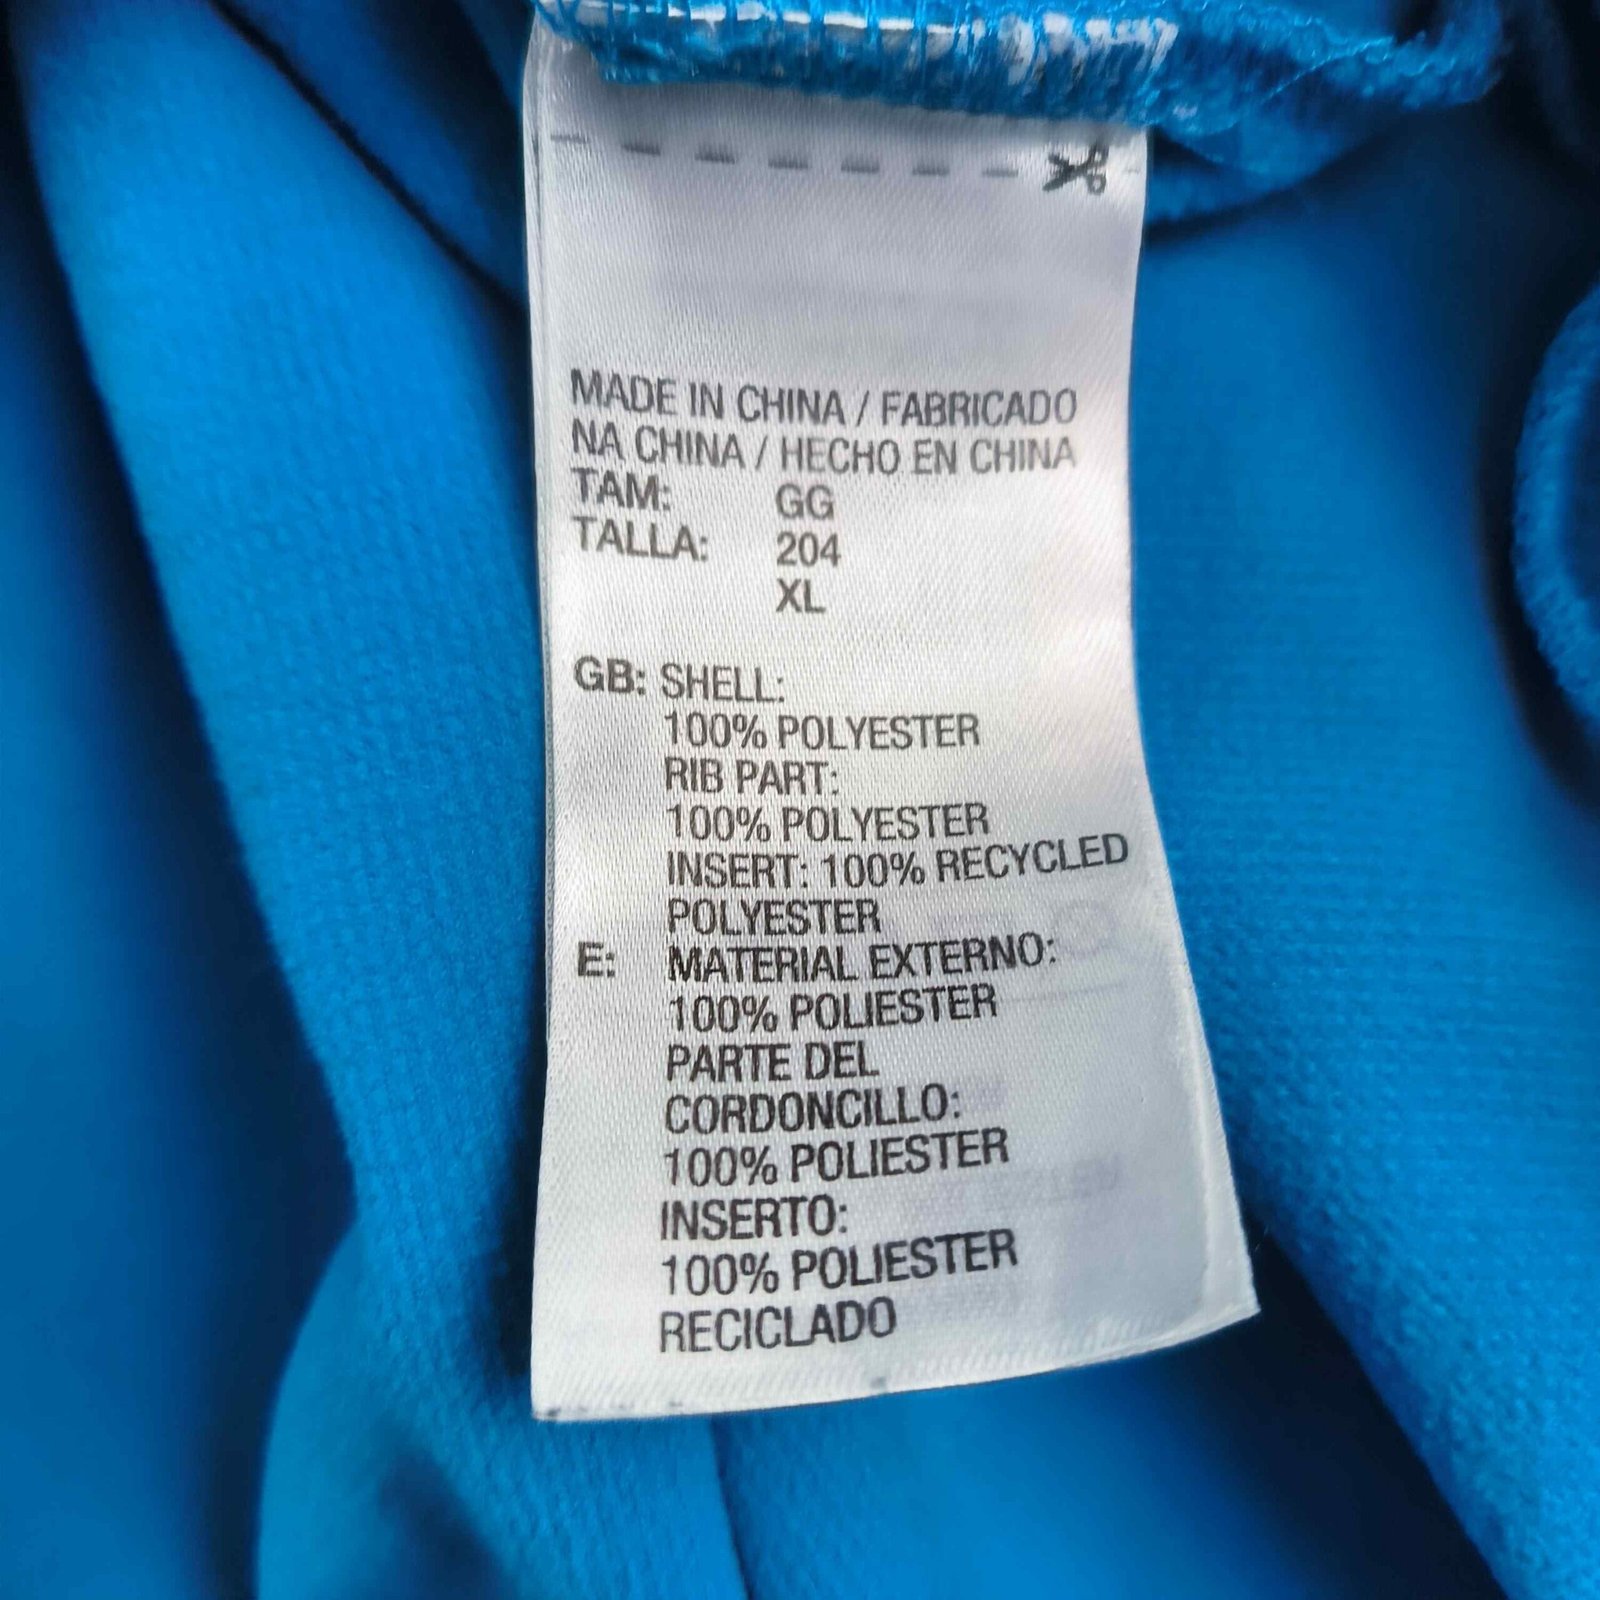 MADE IN CHINA / FABRICADO
NA CHINA / HECHO EN CHINA
TAM: GG
TALLA: 204
XL
GB: SHELL:
100% POLYESTER
RIB PART:
100% POLYESTER
INSERT: 100% RECYCLED
POLYESTER
E: MATERIAL EXTERNO:
100% POLIESTER
PARTE DEL
CORDONCILLO:
100% POLIESTER
INSERTO:
100% POLIESTER
RECICLADO